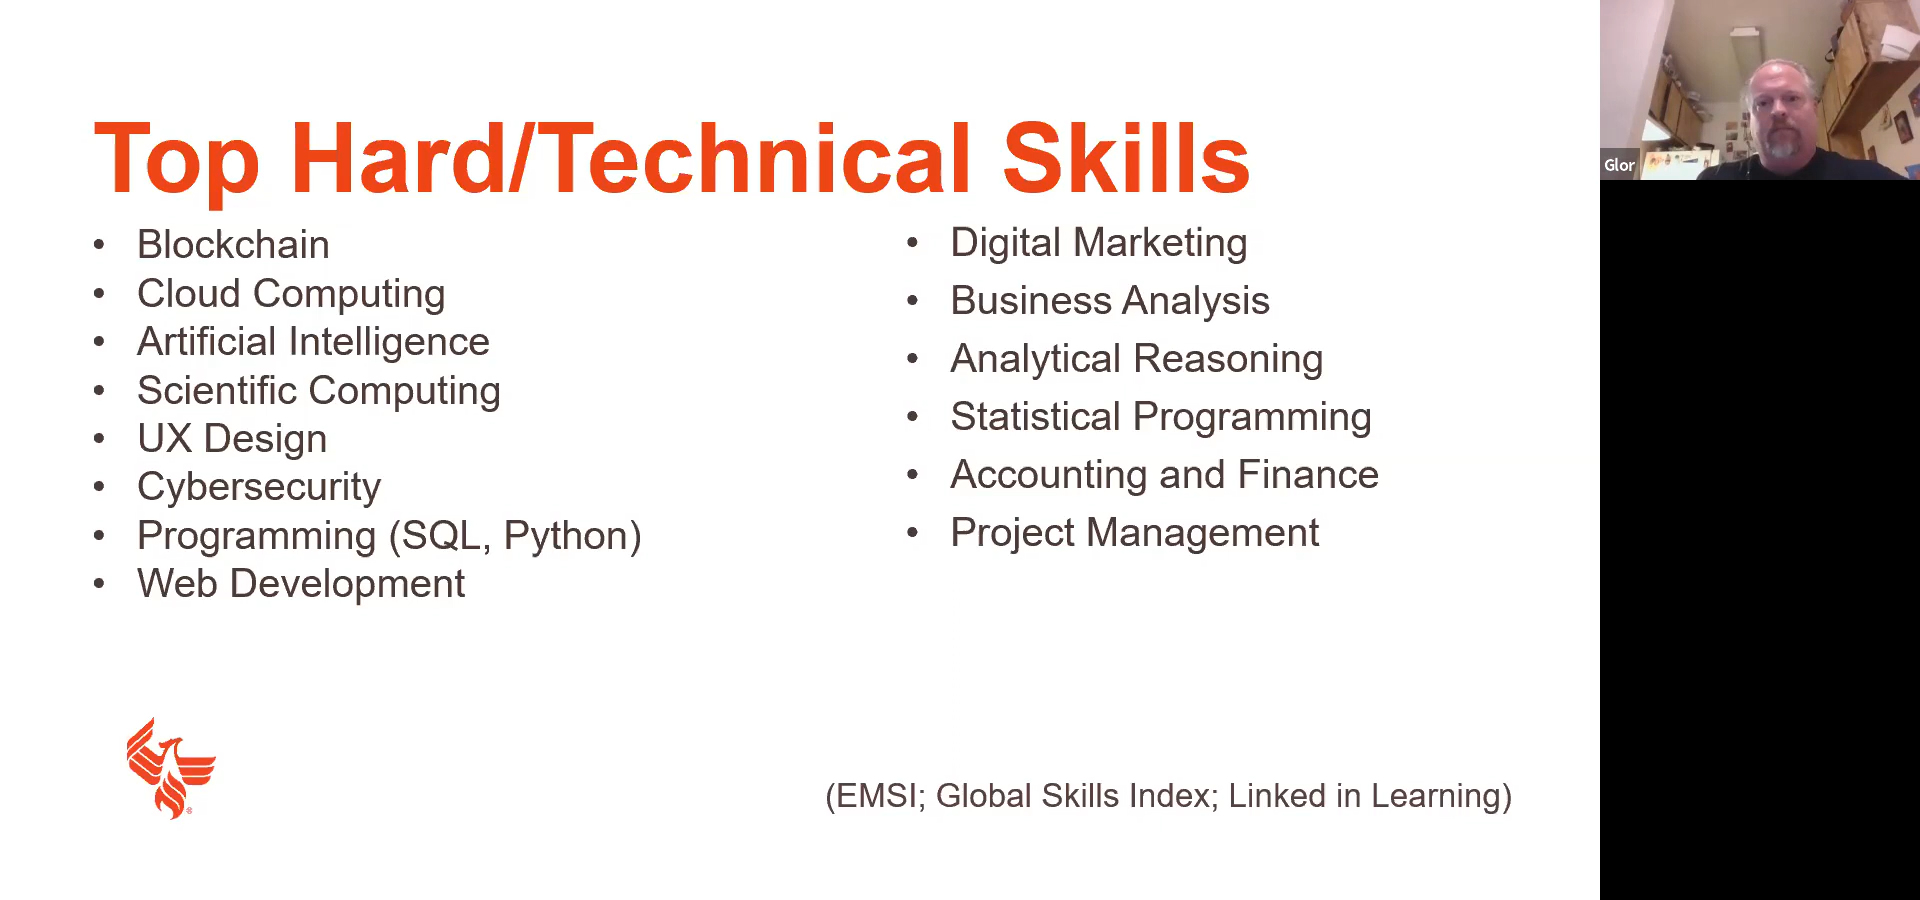 Top Hard/Technical Skills
• Blockchain
• Cloud Computing
• Artificial Intelligence
• Scientific Computing
• UX Design
• Cybersecurity
• Programming (SQL, Python)
• Web Development
• Digital Marketing
• Business Analysis
• Analytical Reasoning
• Statistical Programming
• Accounting and Finance
• Project Management
(EMSI; Global Skills Index; Linked in Learning)
®
Glor